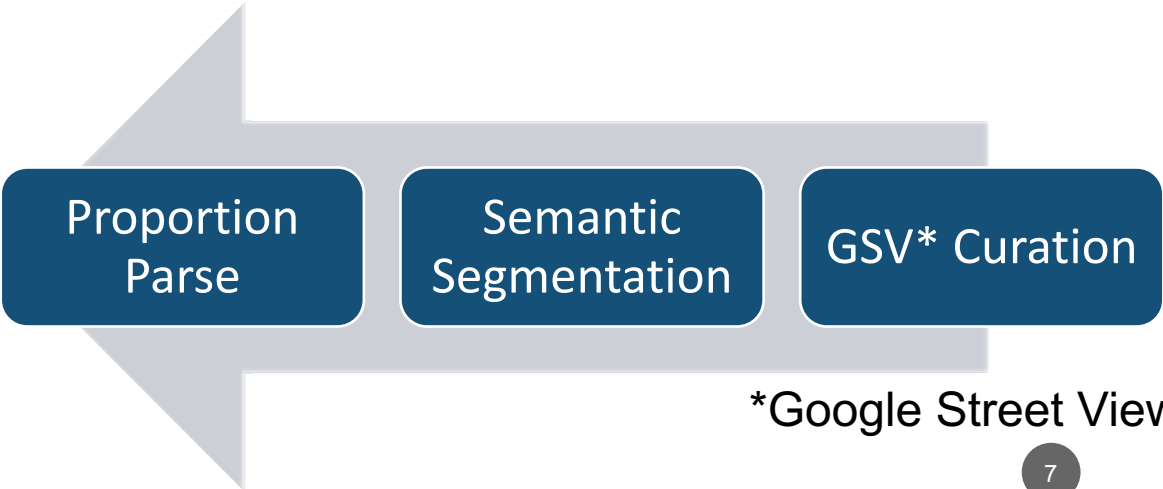 Proportion
Parse
Semantic
Segmentation
GSV* Curation
*Google Street View
7